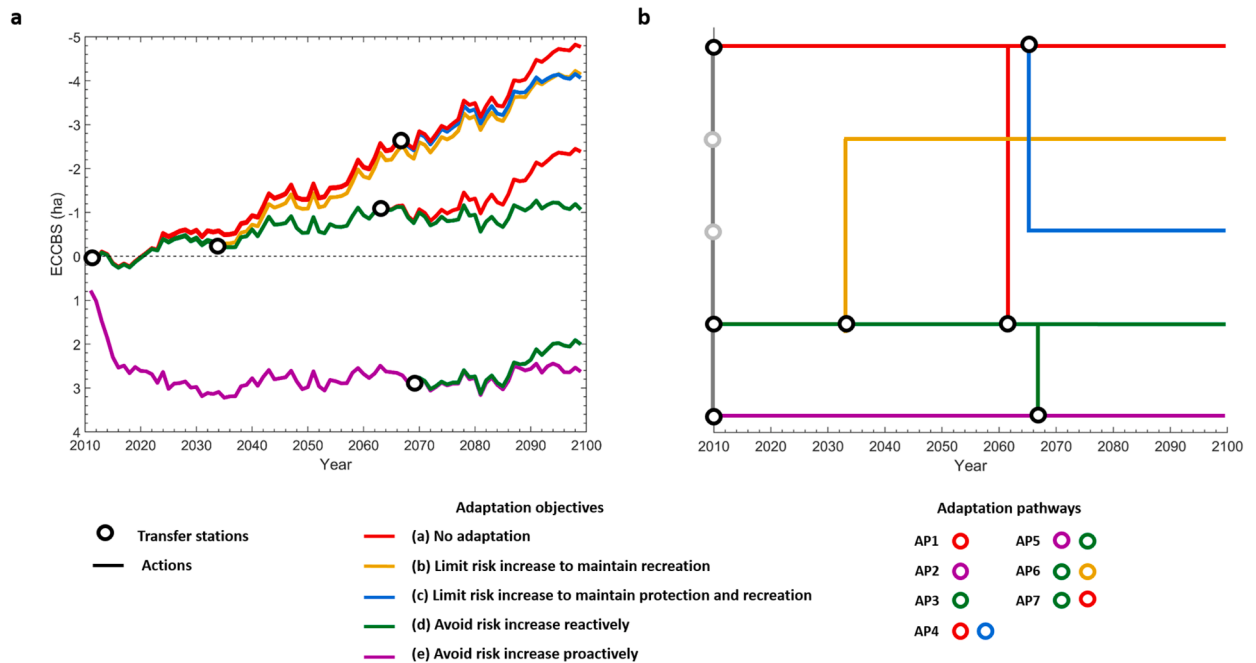 a
-5
-4
-3
-2
-1
0
1
2
3
4
ECCBS (ha)
2010 2020 2030 2040 2050 2060 2070 2080 2090 2100
Year
b
2010 2020 2030 2040 2050 2060 2070 2080 2090 2100
Year
Transfer stations
Actions
Adaptation objectives
(a) No adaptation
(b) Limit risk increase to maintain recreation
(c) Limit risk increase to maintain protection and recreation
(d) Avoid risk increase reactively
(e) Avoid risk increase proactively
Adaptation pathways
AP1 AP5
AP2 AP6
AP3 AP7
AP4